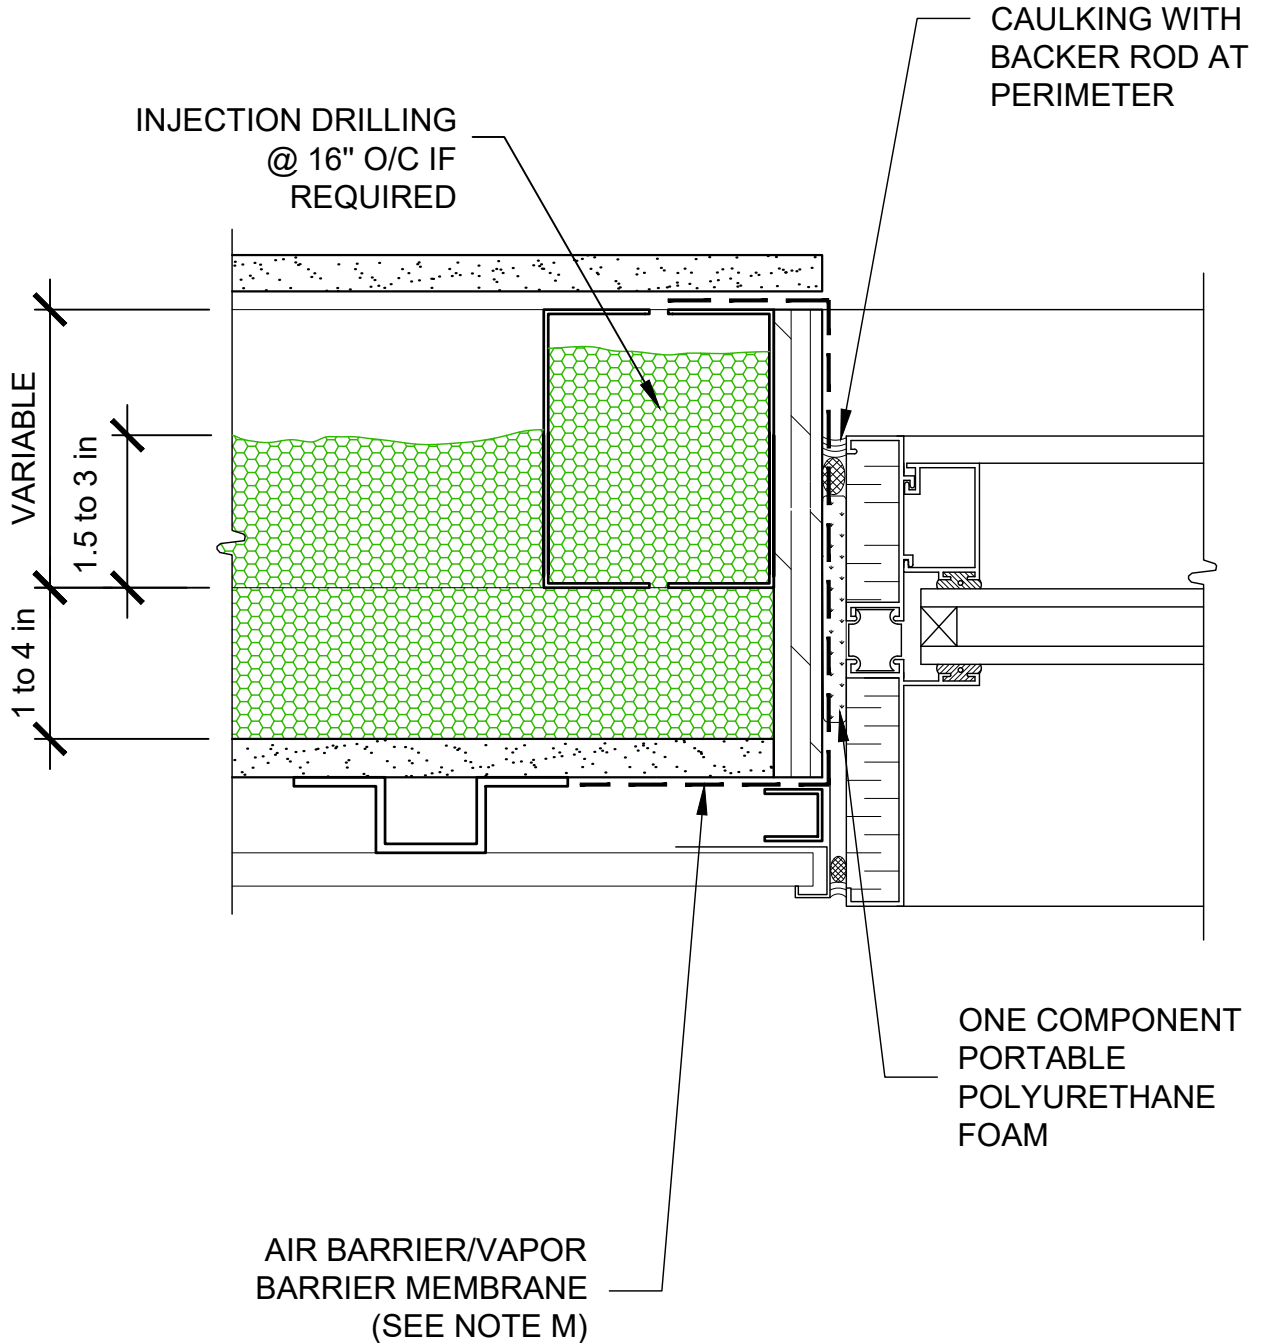 CAULKING WITH
BACKER ROD AT
PERIMETER
INJECTION DRILLING
@ 16" O/C IF
REQUIRED
VARIABLE
1.5 to 3 in
1 to 4 in
ONE COMPONENT
PORTABLE
POLYURETHANE
FOAM
AIR BARRIER/VAPOR
BARRIER MEMBRANE
(SEE NOTE M)